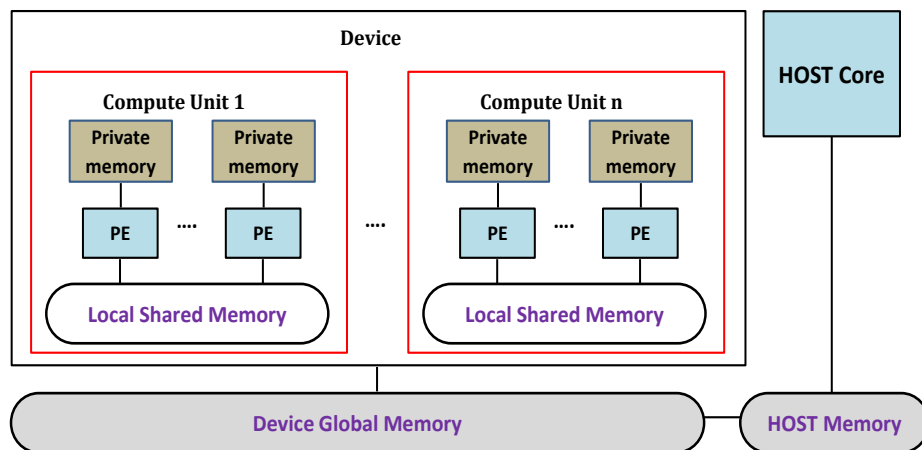 Device
HOST Core
Compute Unit 1
Compute Unit n
Private
memory
Private
memory
Private
memory
Private
memory
PE
....
PE
....
PE
....
PE
Local Shared Memory
Local Shared Memory
Device Global Memory
HOST Memory